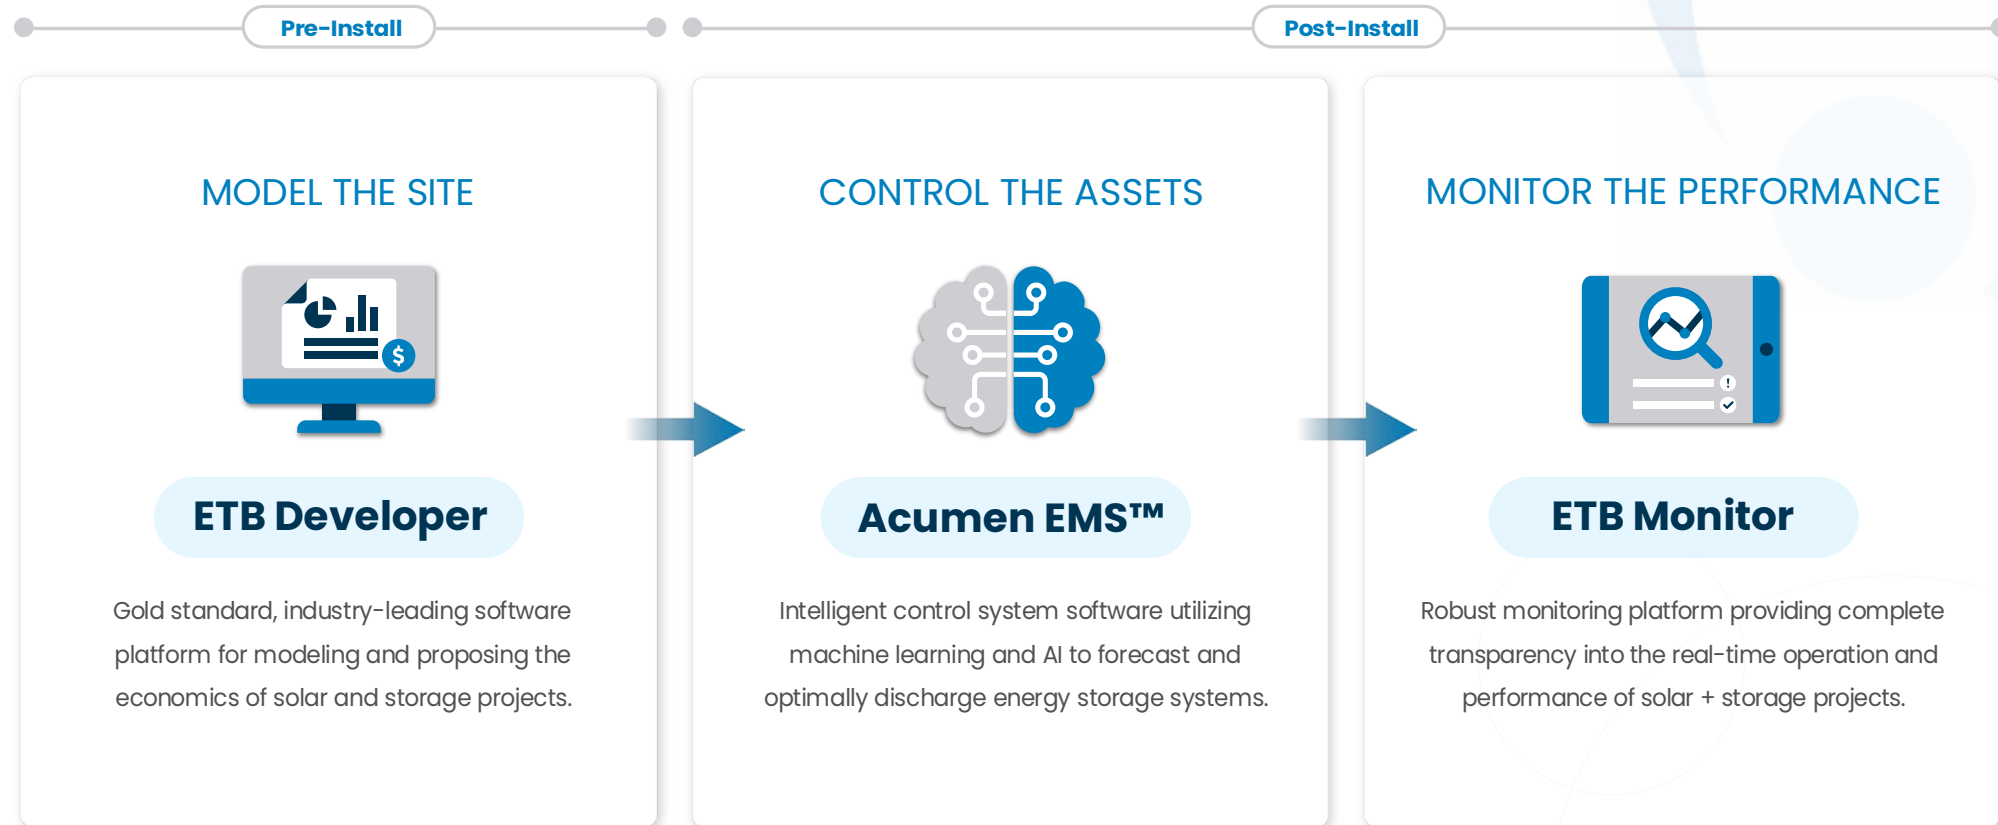 Pre-Install
Post-Install
MODEL THE SITE
$
ETB Developer
Gold standard, industry-leading software
platform for modeling and proposing the
economics of solar and storage projects.
CONTROL THE ASSETS
Acumen EMS™
Intelligent control system software utilizing
machine learning and AI to forecast and
optimally discharge energy storage systems.
MONITOR THE PERFORMANCE
!
ETB Monitor
Robust monitoring platform providing complete
transparency into the real-time operation and
performance of solar + storage projects.